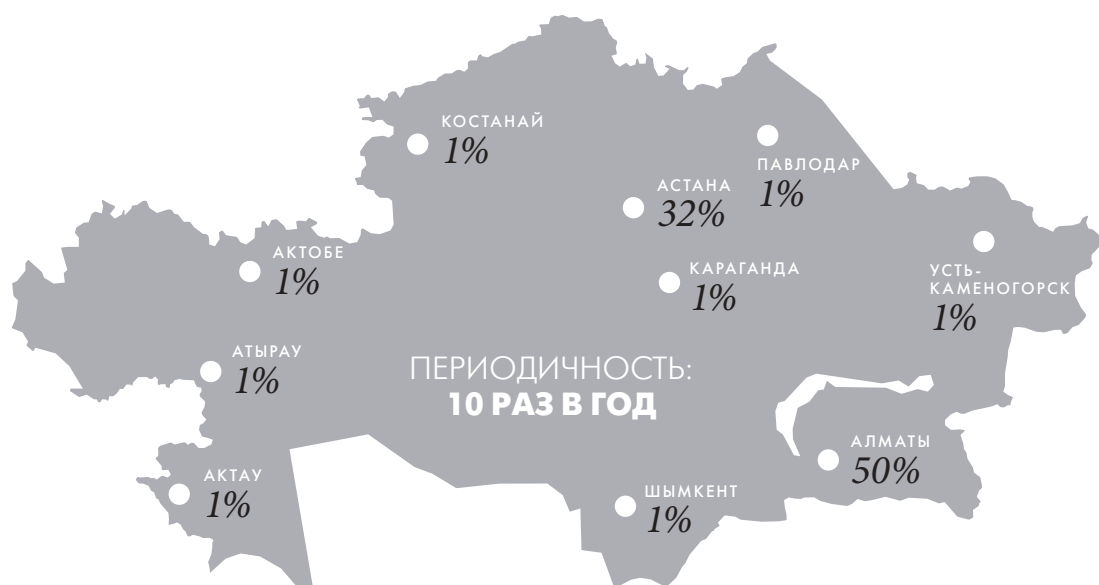 КОСТАНАЙ
1%
ПАВЛОДАР
1%
АСТАНА
32%
АКТОБЕ
1%
КАРАГАНДА
1%
УСТЬ-
КАМЕНОГОРСК
1%
АТЫРАУ
1%
ПЕРИОДИЧНОСТЬ:
10 РАЗ В ГОД
АЛМАТЫ
50%
АКТАУ
1%
ШЫМКЕНТ
1%